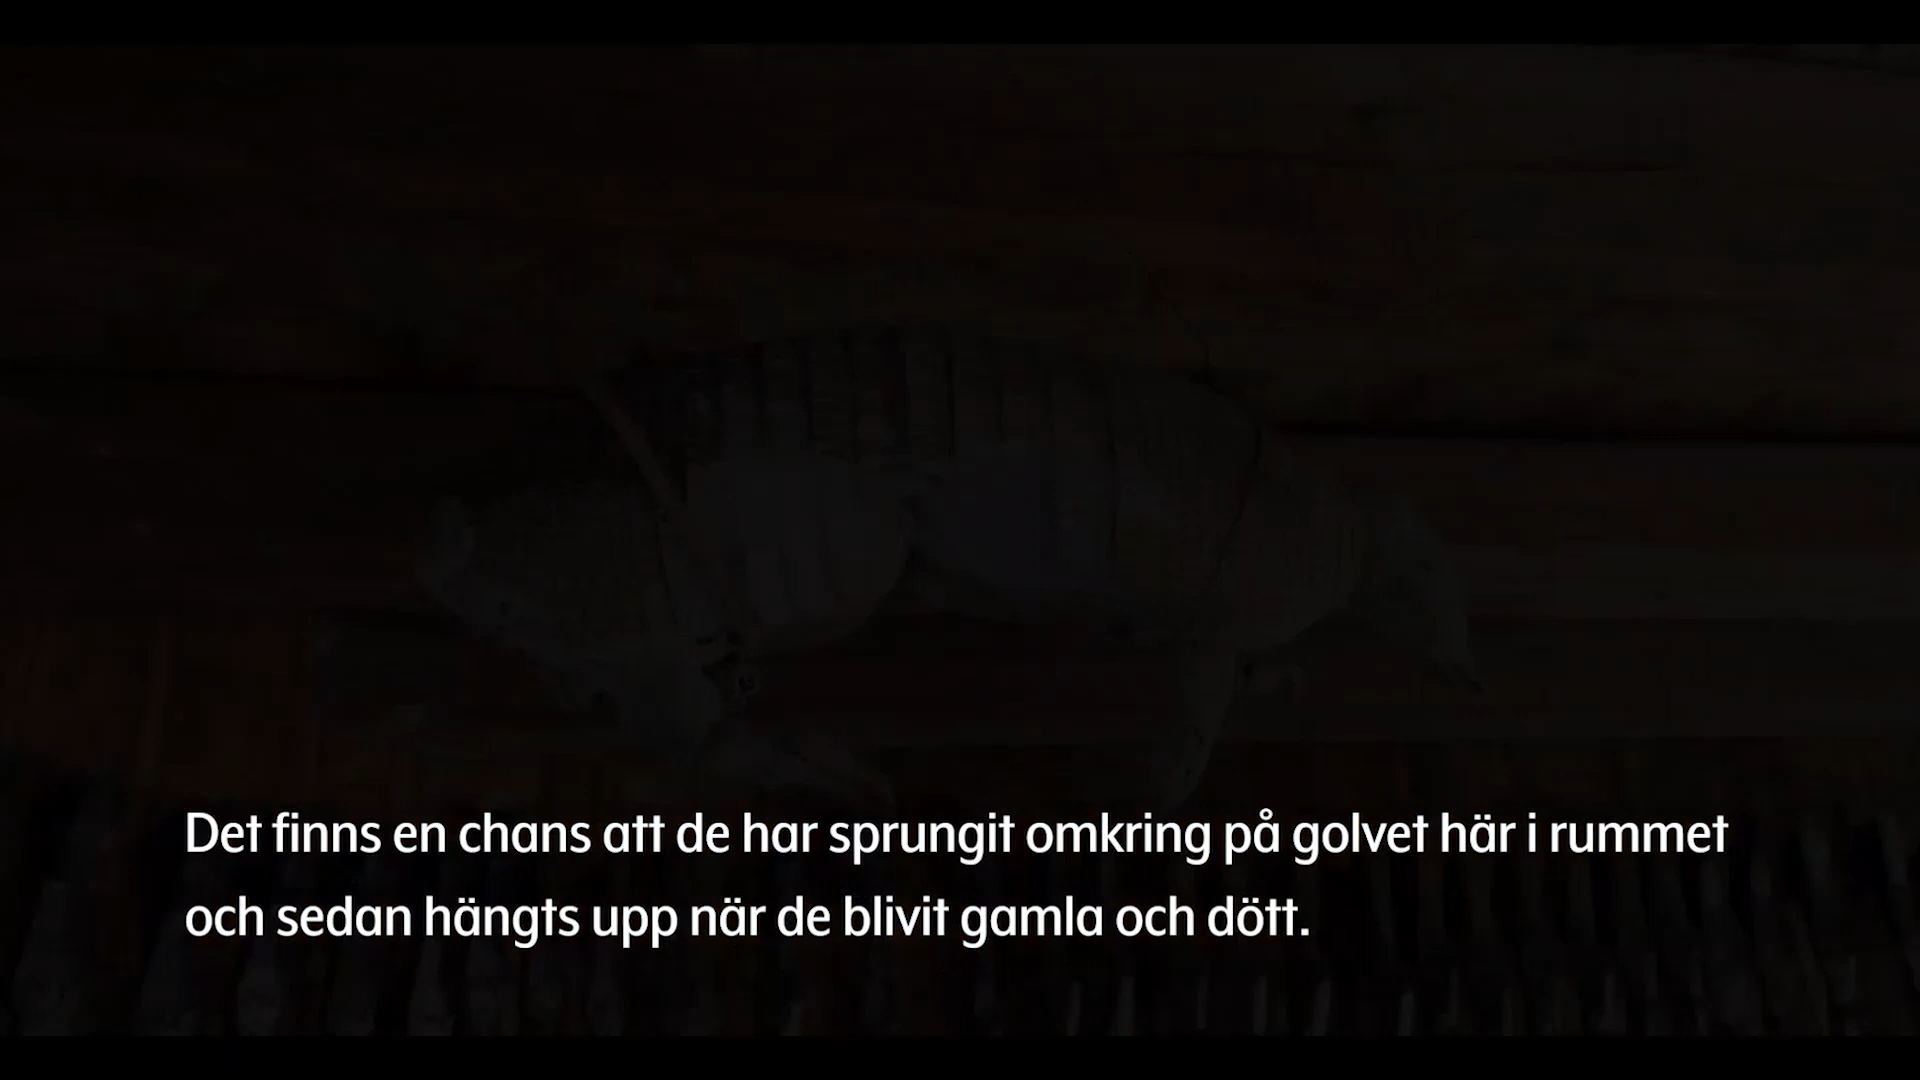 Det finns en chans att de har sprungit omkring på golvet här i rummet
och sedan hängts upp när de blivit gamla och dött.